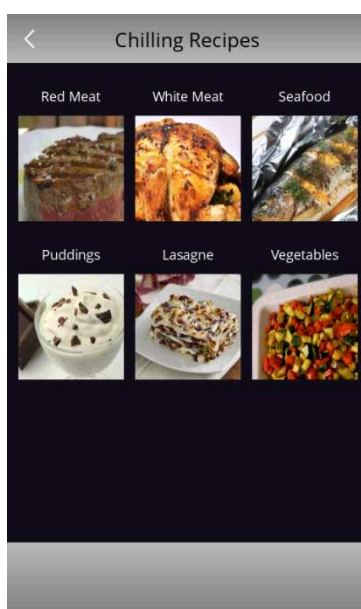 Chilling Recipes
Red Meat White Meat Seafood
Puddings Lasagne Vegetables